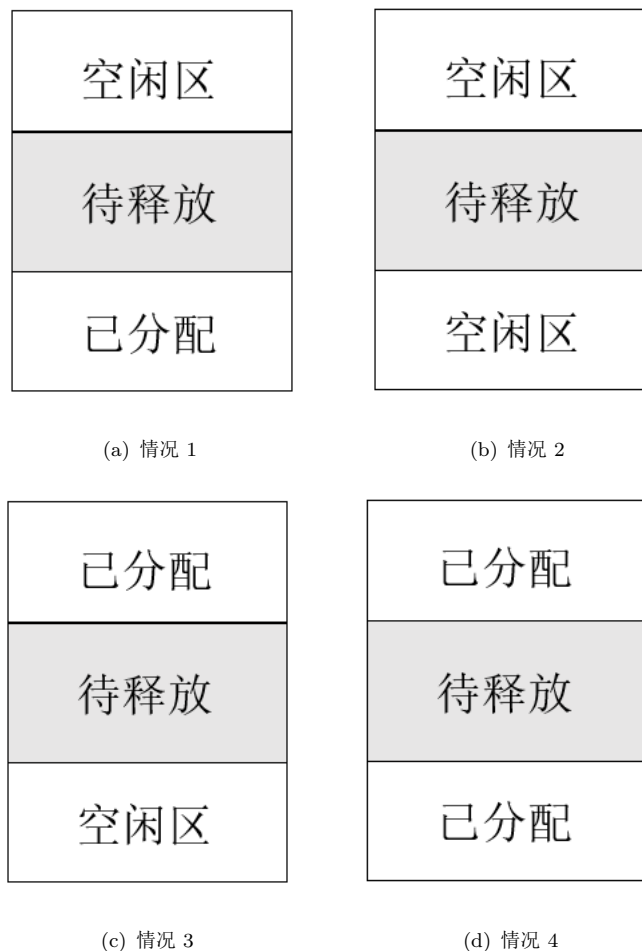 空闲区
待释放
已分配
(a) 情况 1
空闲区
待释放
空闲区
(b) 情况 2
已分配
待释放
空闲区
(c) 情况 3
已分配
待释放
已分配
(d) 情况 4